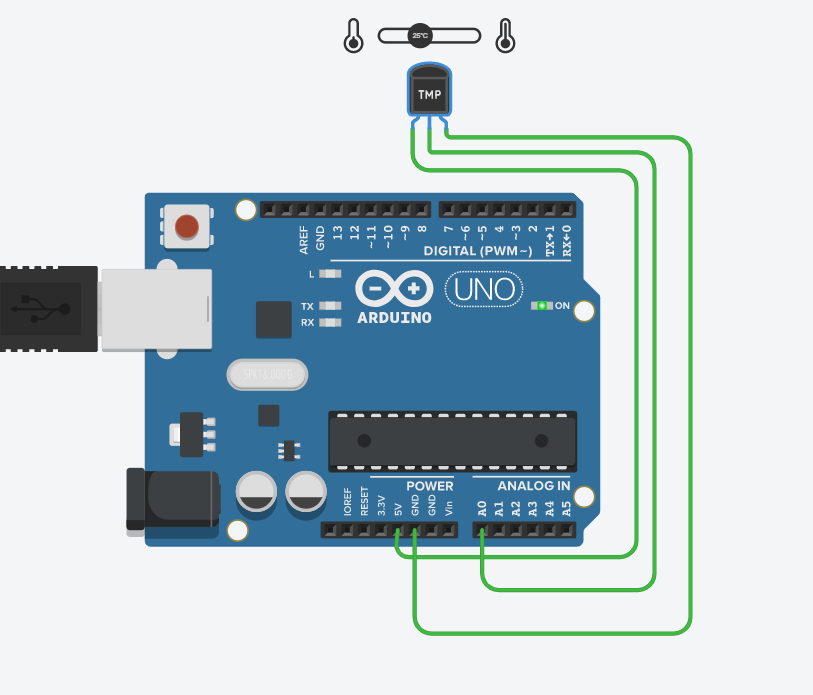 25°C
TMP
AREF
GND
13
12
~11
~10
~9
8
7
~6
~5
4
~3
2
TX→1
RX←0
DIGITAL (PWM~)
L
TX
RX
ARDUINO
UNO
ON
POWER
ANALOG IN
IOREF
RESET
3.3V
5V
GND
GND
Vin
A0
A1
A2
A3
A4
A5